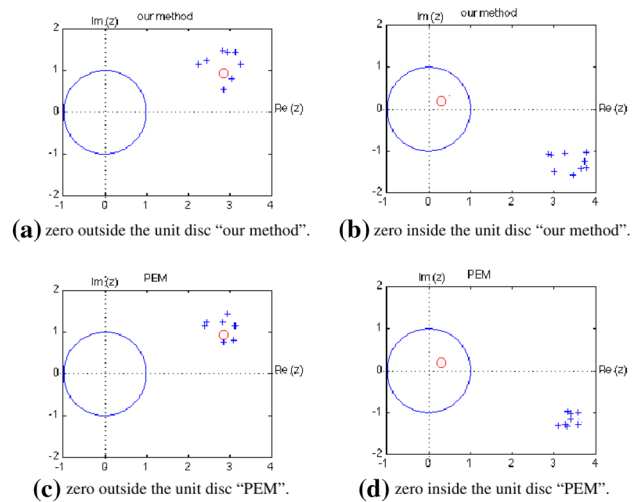 our method
Im (z)
2
1
0
-1
-2
-1 0 1 2 3 4
Re (z)
(a) zero outside the unit disc “our method”.
our method
Im (z)
2
1
0
-1
-2
-1 0 1 2 3 4
Re (z)
(b) zero inside the unit disc “our method”.
PEM
Im (z)
2
1
0
-1
-2
-1 0 1 2 3 4
Re (z)
(c) zero outside the unit disc “PEM”.
PEM
Im (z)
2
1
0
-1
-2
-1 0 1 2 3 4
Re (z)
(d) zero inside the unit disc “PEM”.